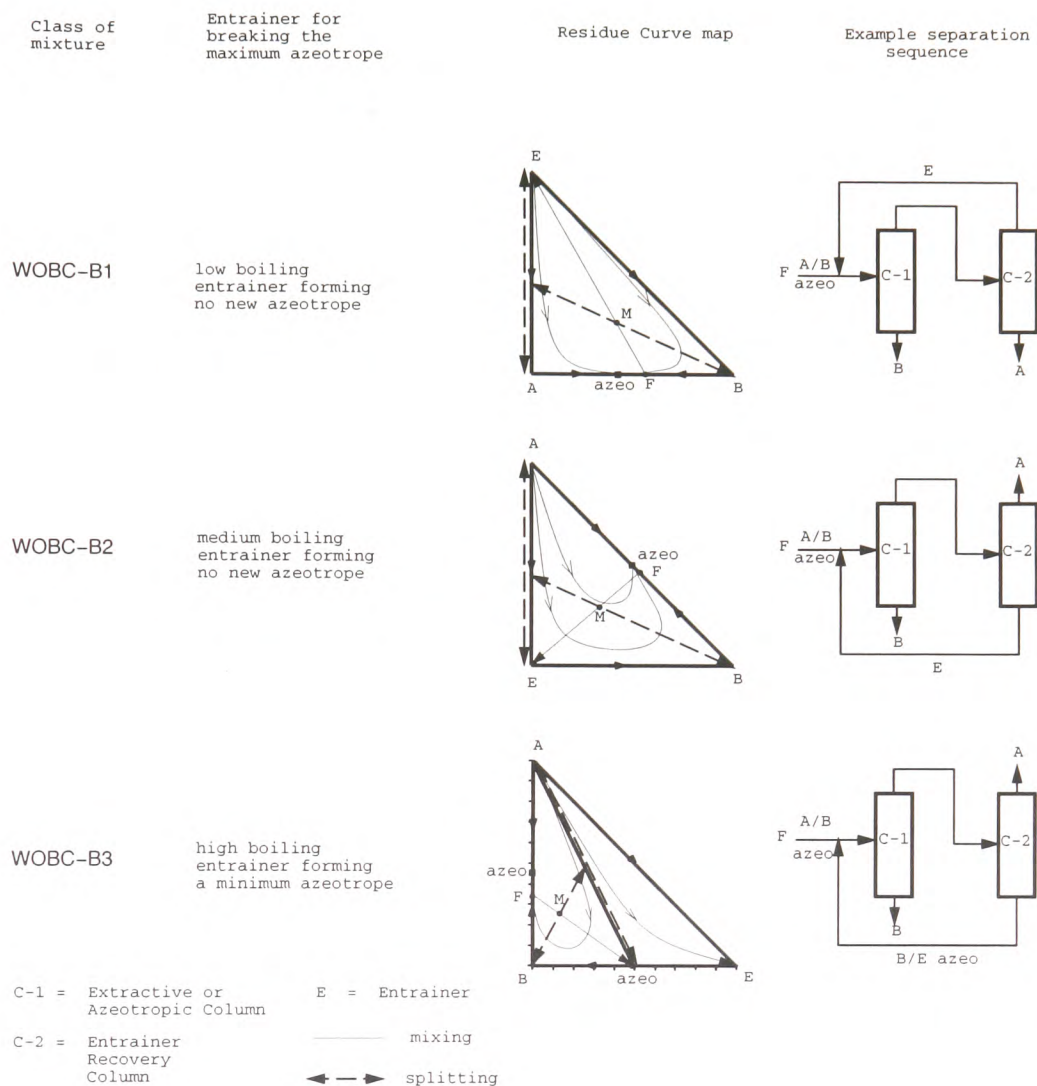 Class of
mixture
Entrainer for
breaking the
maximum azeotrope
Residue Curve map
Example separation
sequence
WOBC-B1
low boiling
entrainer forming
no new azeotrope
E
M
A
azeo
F
B
E
F
A/B
azeo
C-1
C-2
B
A
WOBC-B2
medium boiling
entrainer forming
no new azeotrope
A
azeo
F
M
E
B
A
F
A/B
azeo
C-1
C-2
B
E
WOBC-B3
high boiling
entrainer forming
a minimum azeotrope
A
azeo
F
M
B
azeo
E
A
F
A/B
azeo
C-1
C-2
B
B/E azeo
C-1 = Extractive or
Azeotropic Column
E = Entrainer
C-2 = Entrainer
Recovery
Column
mixing
splitting